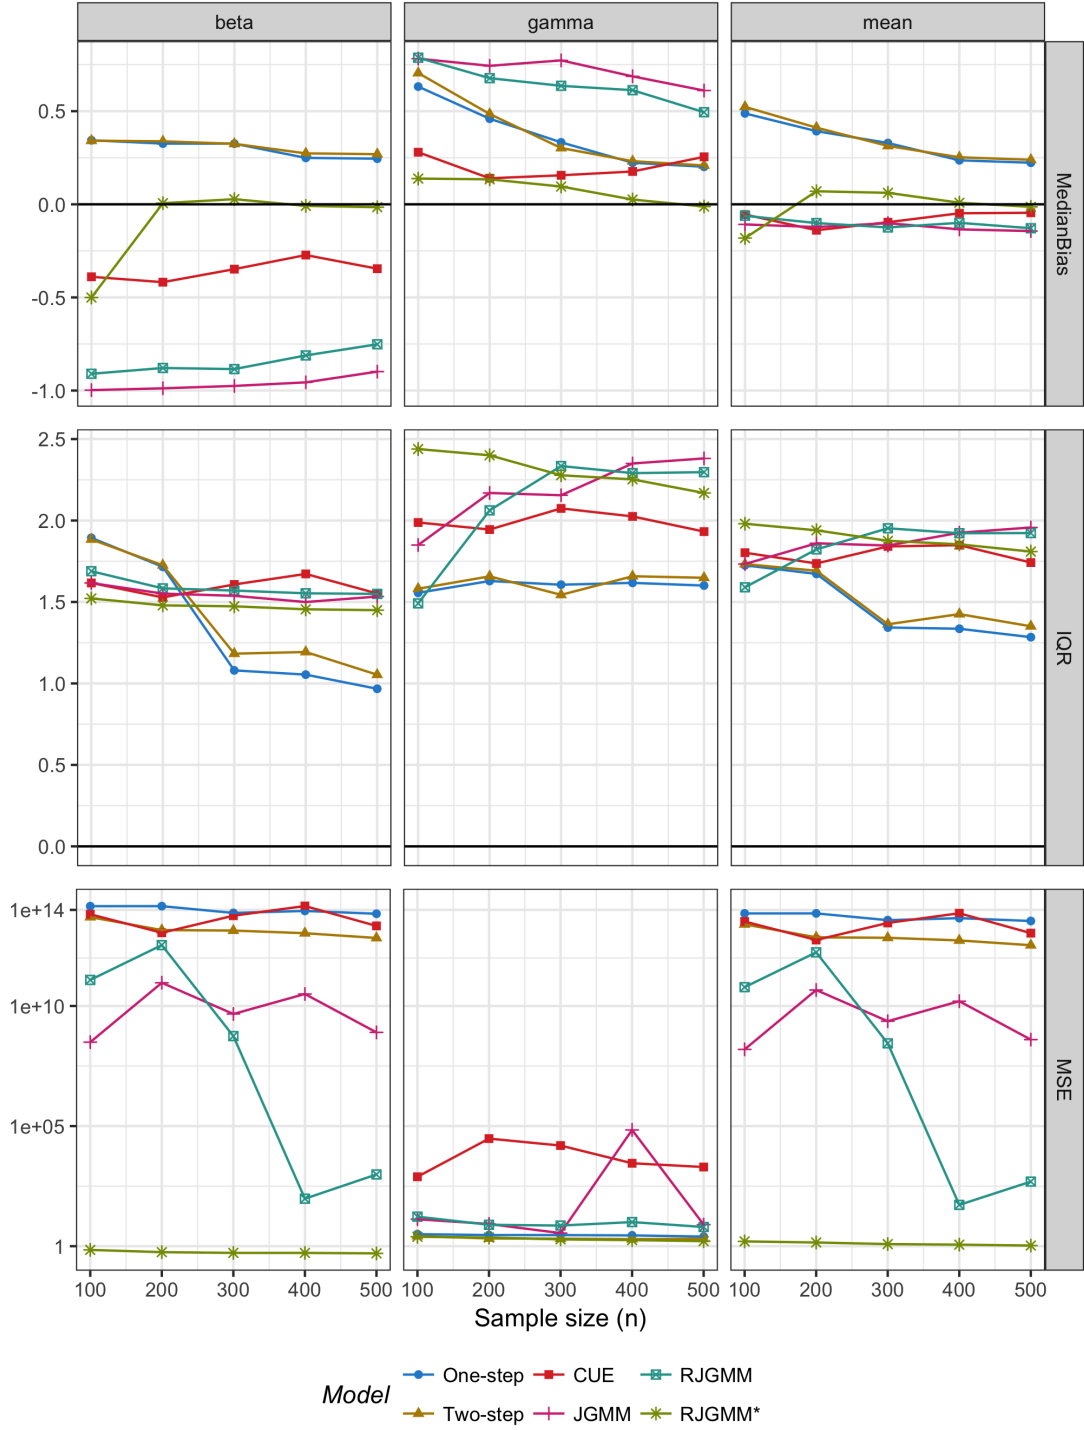 beta gamma mean
0.5
0.0
-0.5
-1.0
MedianBias
2.5
2.0
1.5
1.0
0.5
0.0
IQR
1e+14
1e+10
1e+05
1
MSE
100 200 300 400 500 100 200 300 400 500 100 200 300 400 500
Sample size (n)
Model
One-step CUE RJGMM
Two-step JGMM RJGMM*